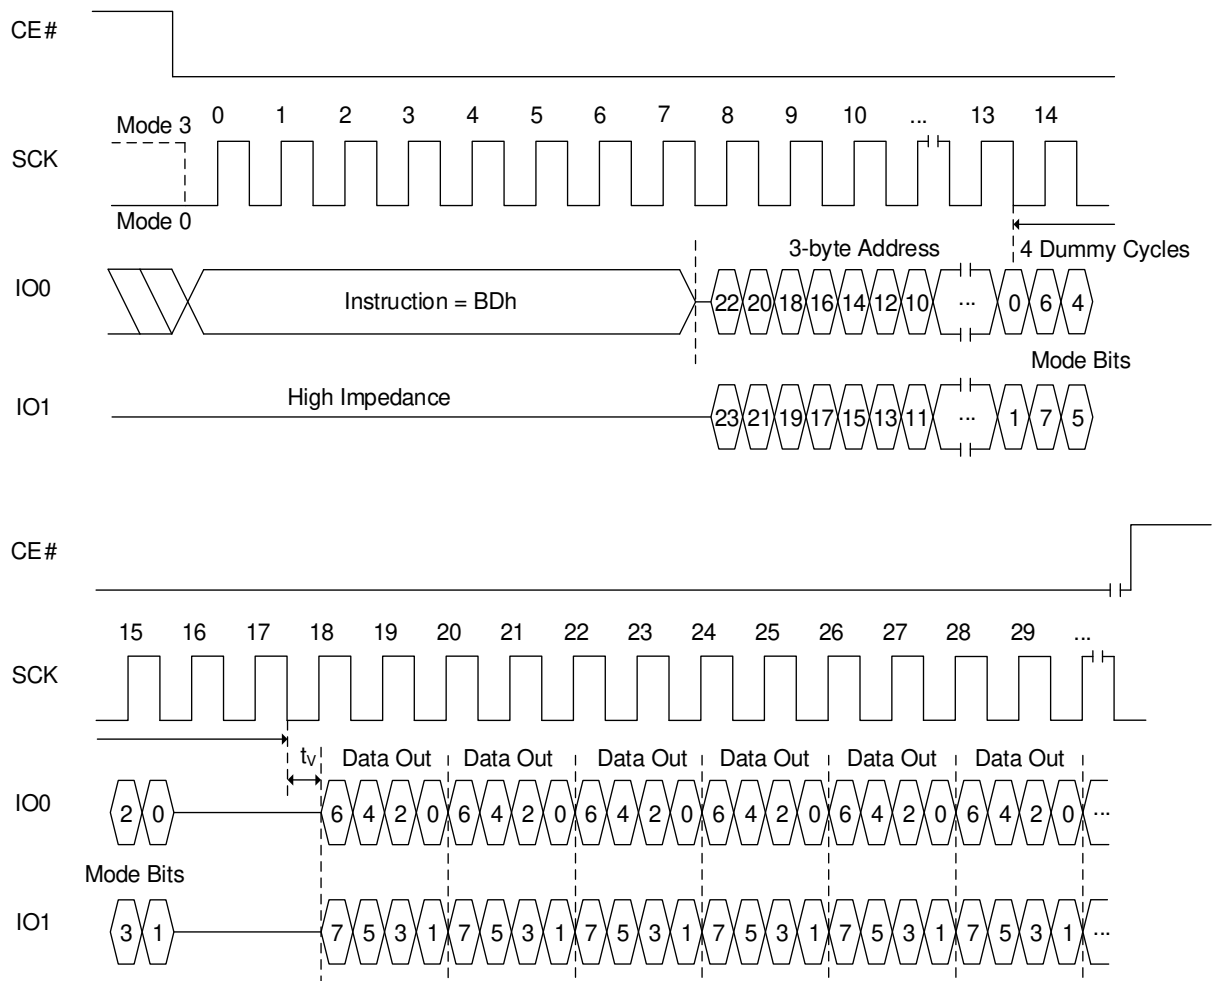 CE#
0 1 2 3 4 5 6 7 8 9 10 ... 13 14
Mode 3
SCK
Mode 0
3-byte Address
4 Dummy Cycles
IO0
Instruction = BDh
22 20 18 16 14 12 10 ... 0 6 4
Mode Bits
IO1
High Impedance
23 21 19 17 15 13 11 ... 1 7 5
CE#
15 16 17 18 19 20 21 22 23 24 25 26 27 28 29 ...
SCK
tV Data Out Data Out Data Out Data Out Data Out Data Out
IO0
2 0 6 4 2 0 6 4 2 0 6 4 2 0 6 4 2 0 6 4 2 0 6 4 2 0 ...
Mode Bits
IO1
3 1 7 5 3 1 7 5 3 1 7 5 3 1 7 5 3 1 7 5 3 1 7 5 3 1 ...